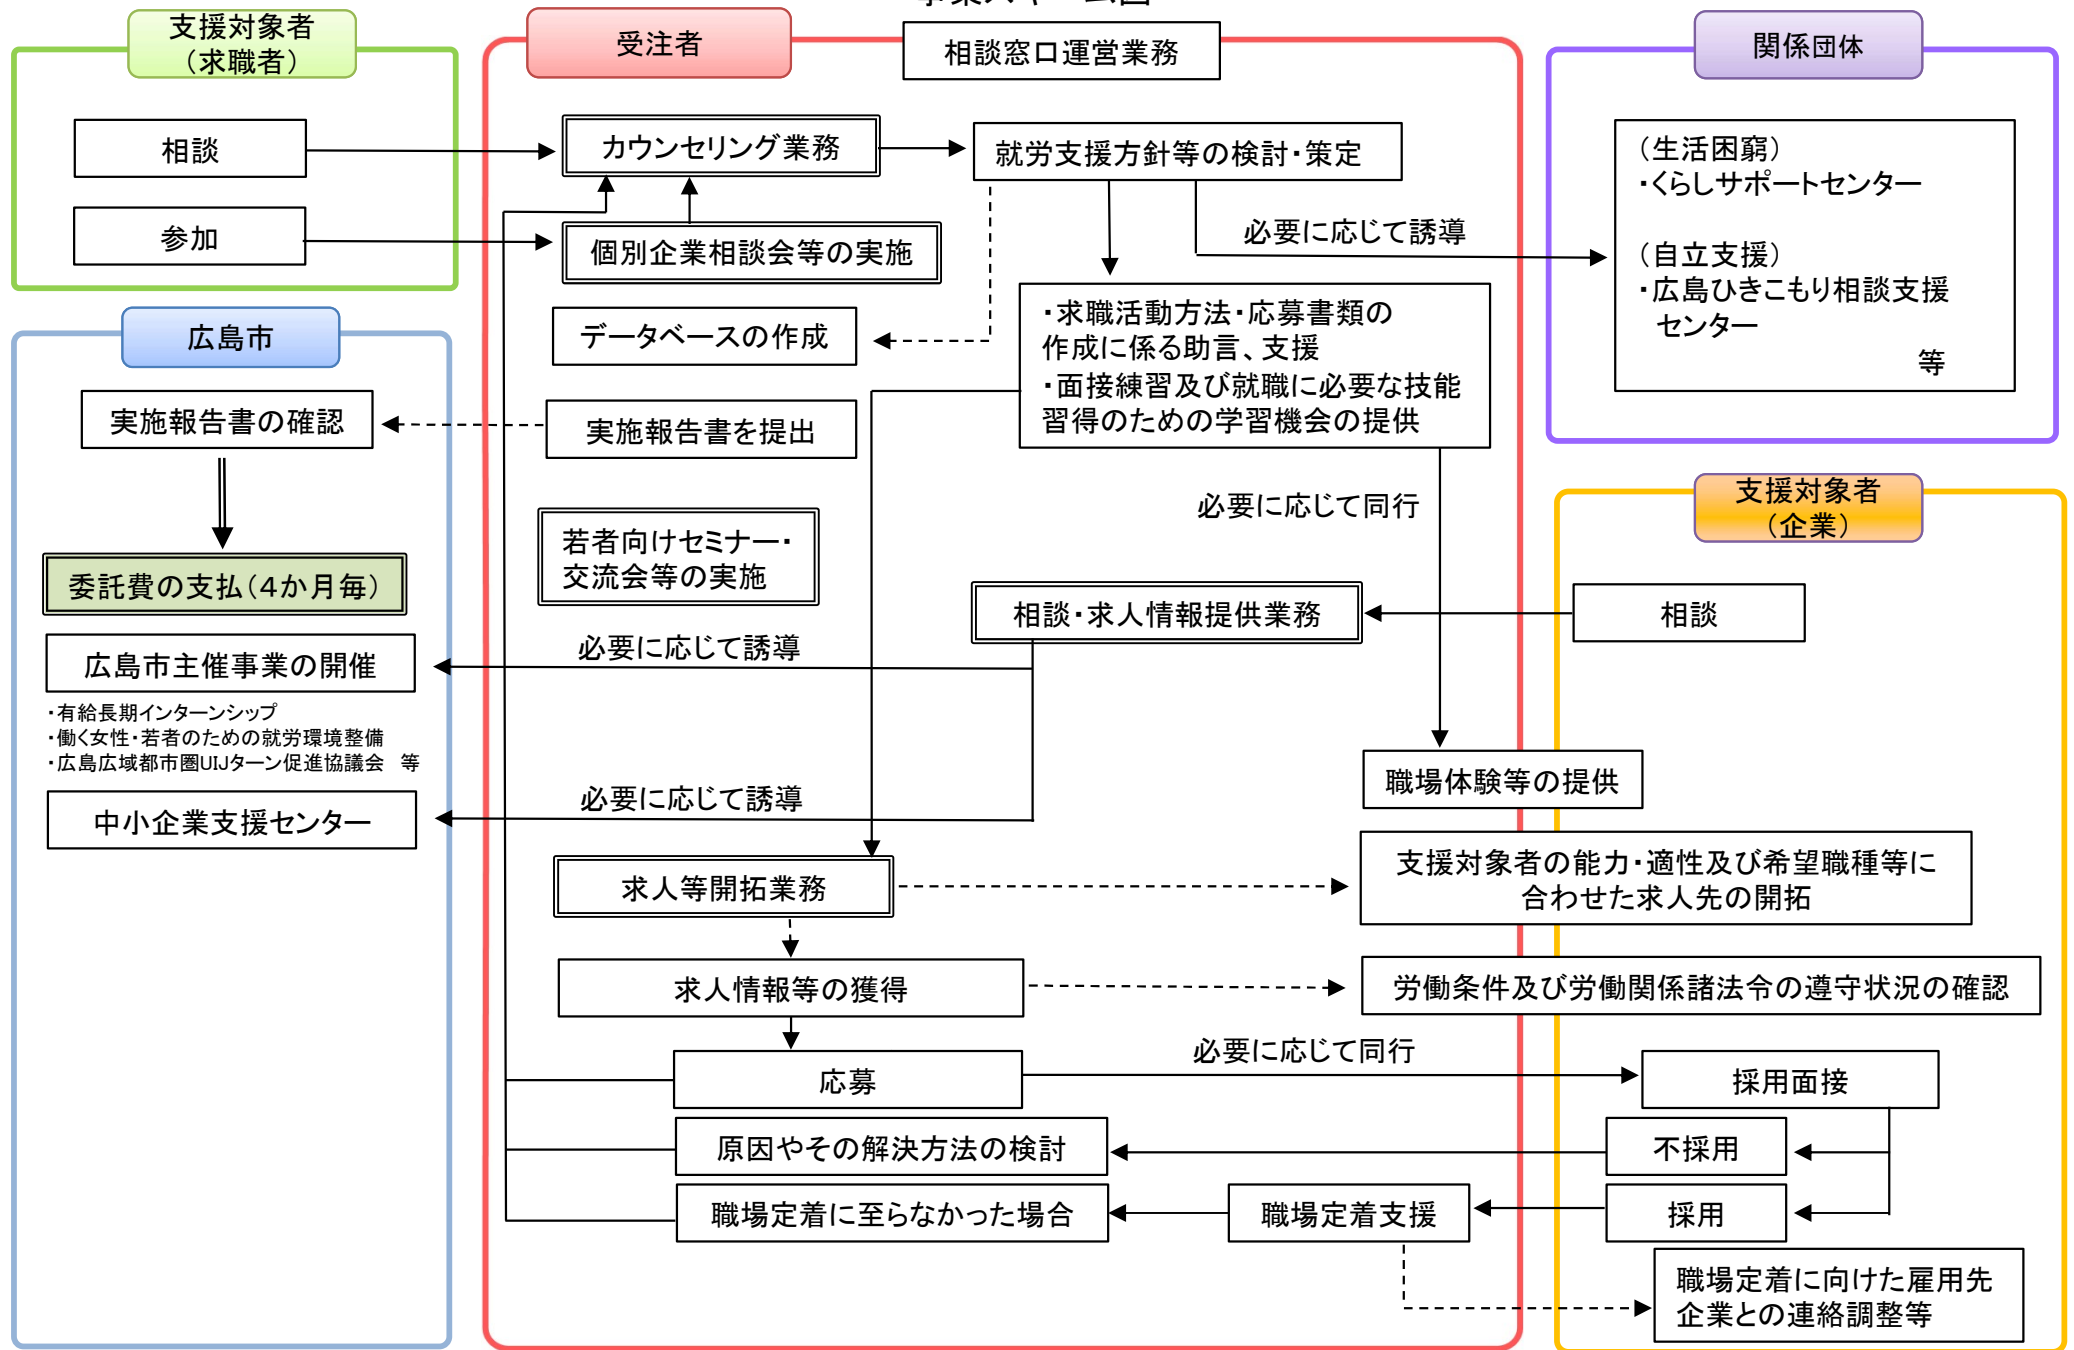 事業スキーム図
支援対象者
（求職者）
相談
参加
受注者
相談窓口運営業務
カウンセリング業務
就労支援方針等の検討・策定
個別企業相談会等の実施
必要に応じて誘導
データベースの作成
・求職活動方法・応募書類の
作成に係る助言、支援
・面接練習及び就職に必要な技能
習得のための学習機会の提供
実施報告書を提出
必要に応じて同行
若者向けセミナー・
交流会等の実施
相談・求人情報提供業務
必要に応じて誘導
必要に応じて誘導
関係団体
（生活困窮）
・くらしサポートセンター
（自立支援）
・広島ひきこもり相談支援
センター
等
広島市
実施報告書の確認
委託費の支払（４か月毎）
広島市主催事業の開催
・有給長期インターンシップ
・働く女性・若者のための就労環境整備
・広島広域都市圏UIJターン促進協議会　等
中小企業支援センター
支援対象者
（企業）
相談
職場体験等の提供
求人等開拓業務
支援対象者の能力・適性及び希望職種等に
合わせた求人先の開拓
求人情報等の獲得
労働条件及び労働関係諸法令の遵守状況の確認
応募
必要に応じて同行
採用面接
原因やその解決方法の検討
不採用
職場定着に至らなかった場合
職場定着支援
採用
職場定着に向けた雇用先
企業との連絡調整等